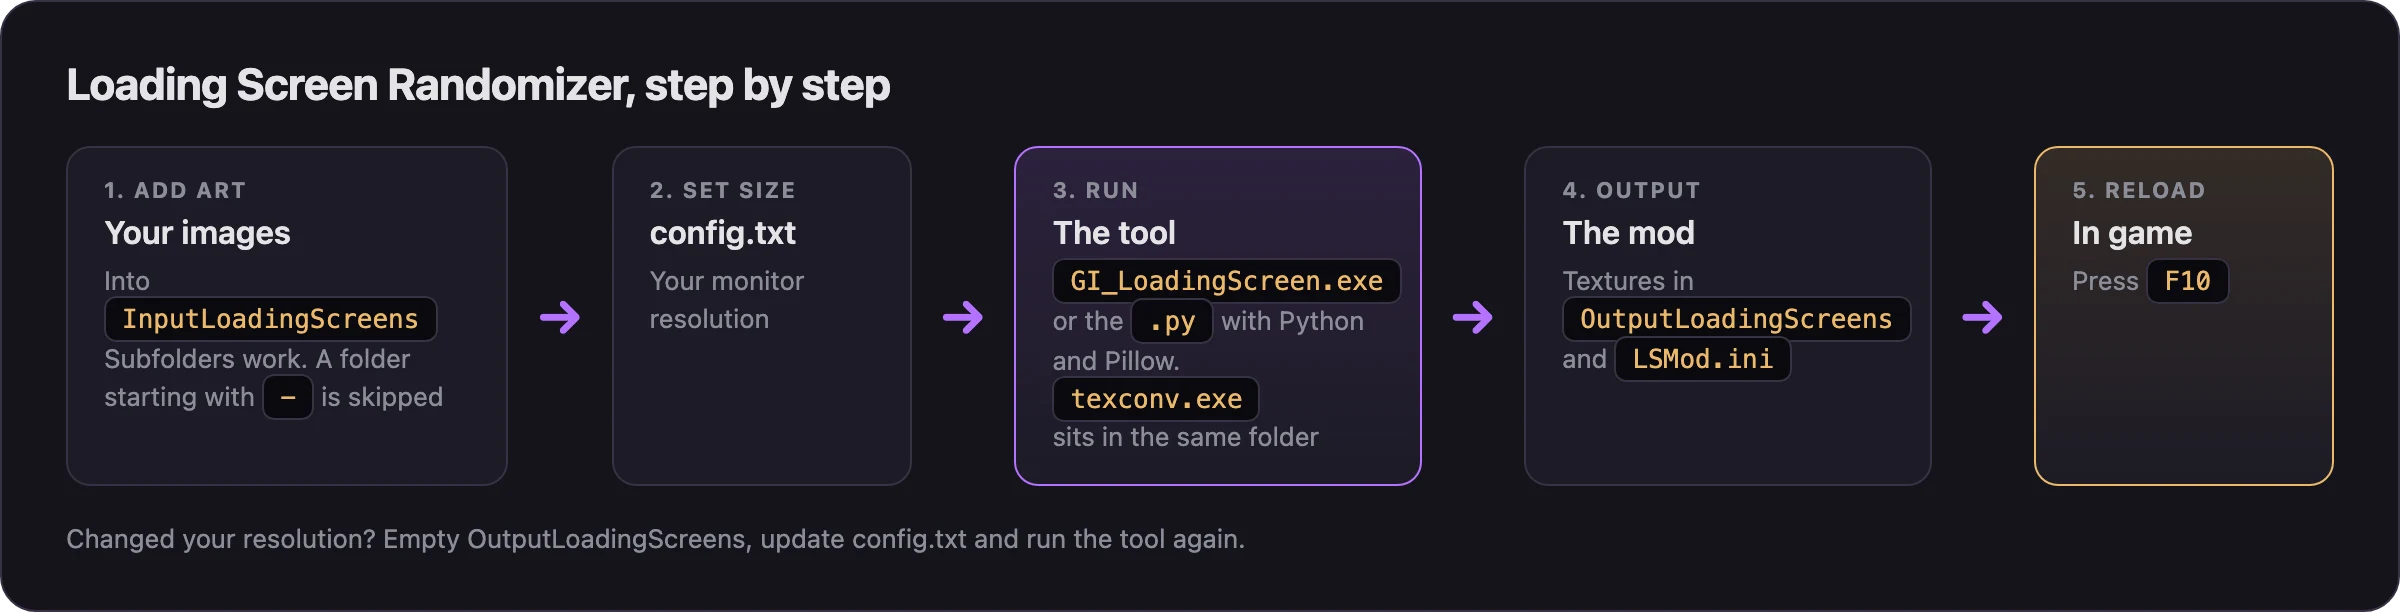 Loading Screen Randomizer, step by step
1. ADD ART
Your images
Into
InputLoadingScreens
Subfolders work. A folder
starting with - is skipped
2. SET SIZE
config.txt
Your monitor
resolution
3. RUN
The tool
GI_LoadingScreen.exe
or the .py with Python
and Pillow.
texconv.exe
sits in the same folder
4. OUTPUT
The mod
Textures in
OutputLoadingScreens
and LSMod.ini
5. RELOAD
In game
Press F10
Changed your resolution? Empty OutputLoadingScreens, update config.txt and run the tool again.